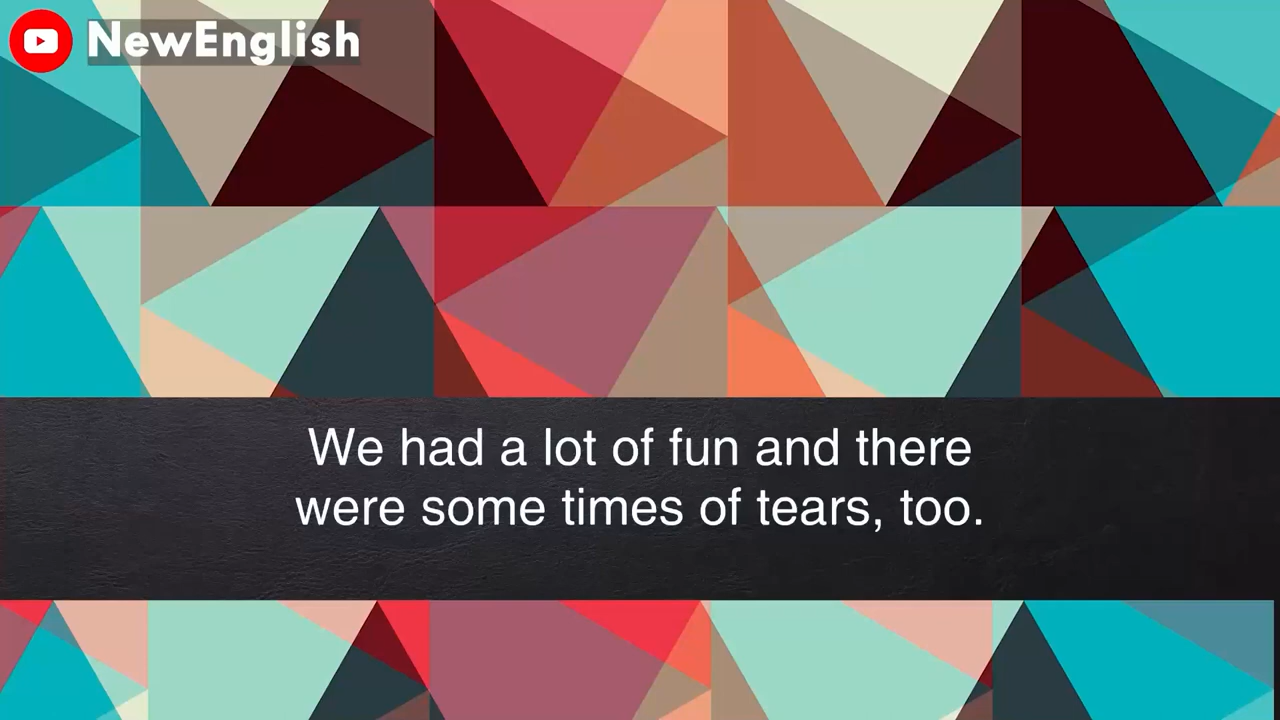 NewEnglish
We had a lot of fun and there
were some times of tears, too.